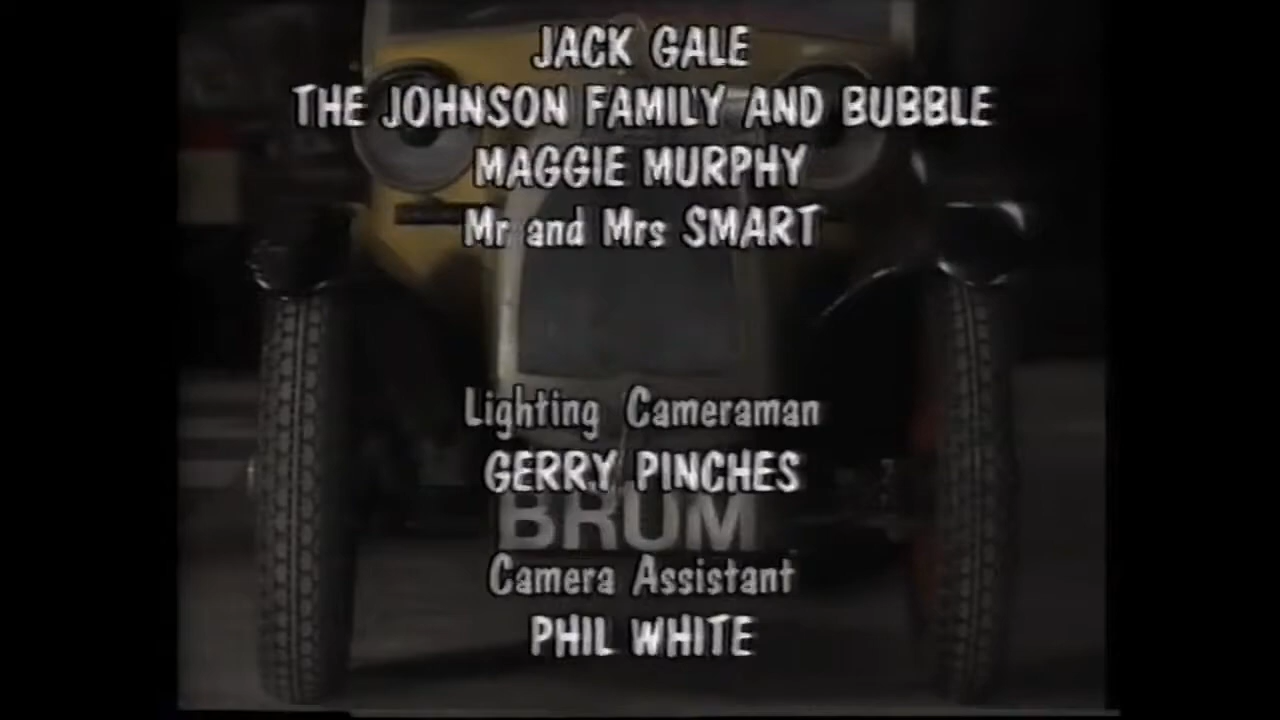 JACK GALE
THE JOHNSON FAMILY AND BUBBLE
MAGGIE MURPHY
Mr and Mrs SMART
Lighting Cameraman
GERRY PINCHES
BRUM
Camera Assistant
PHIL WHITE